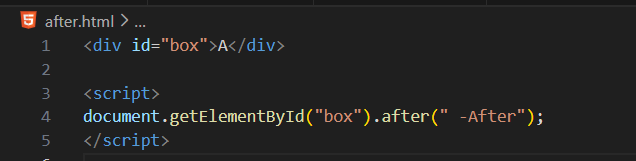 after.html > ...
1 <div id="box">A</div>
2
3 <script>
4 document.getElementById("box").after(" -After");
5 </script>